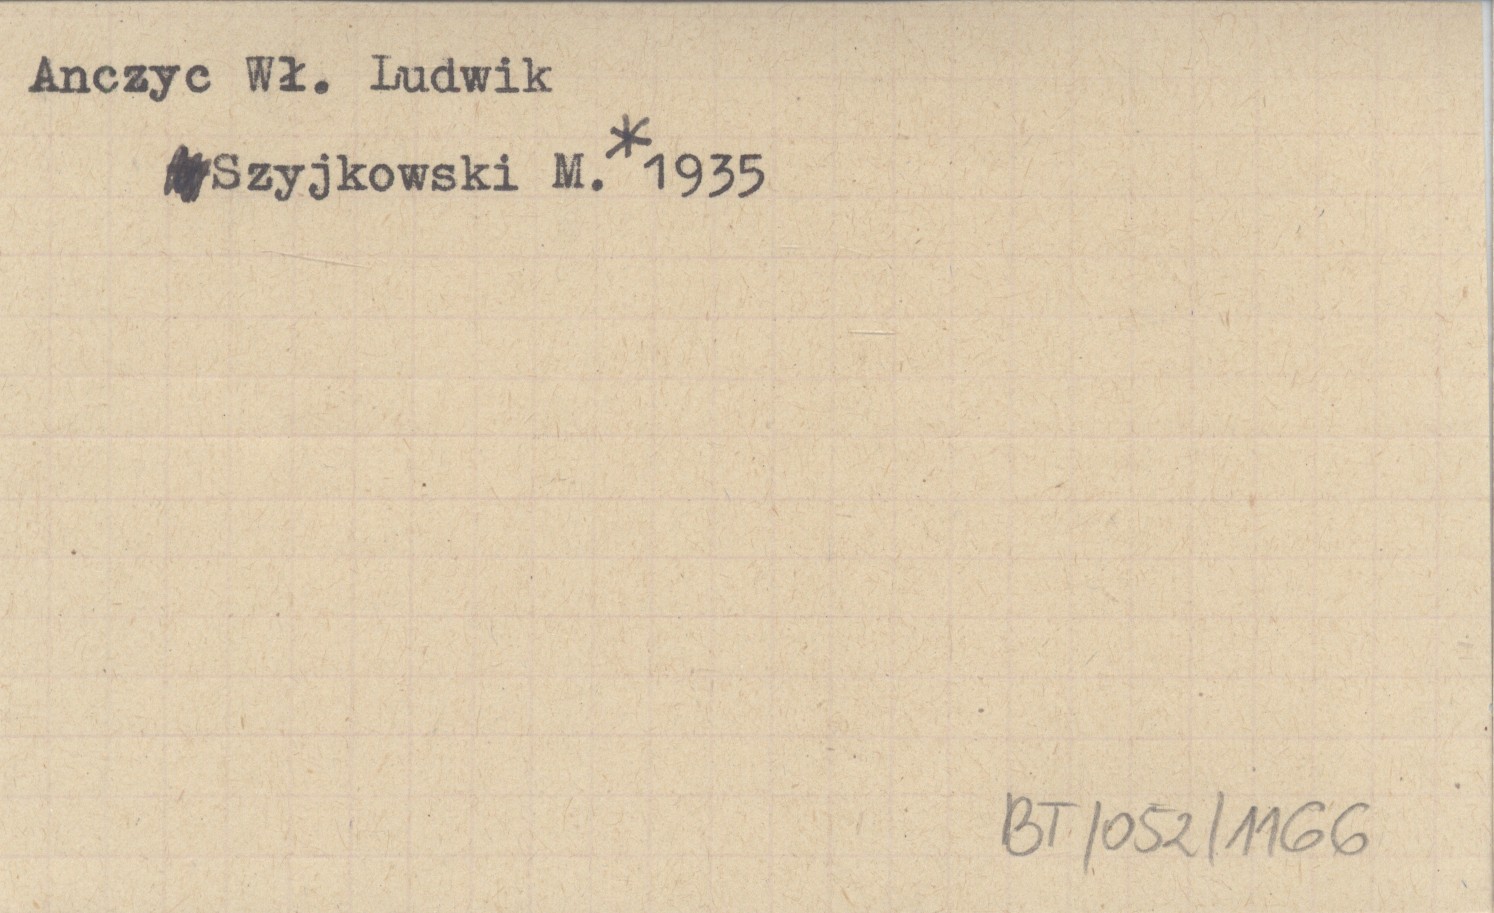 Anczyc Wł. Ludwik
Szyjkowski M.*1935
BT/052/1166